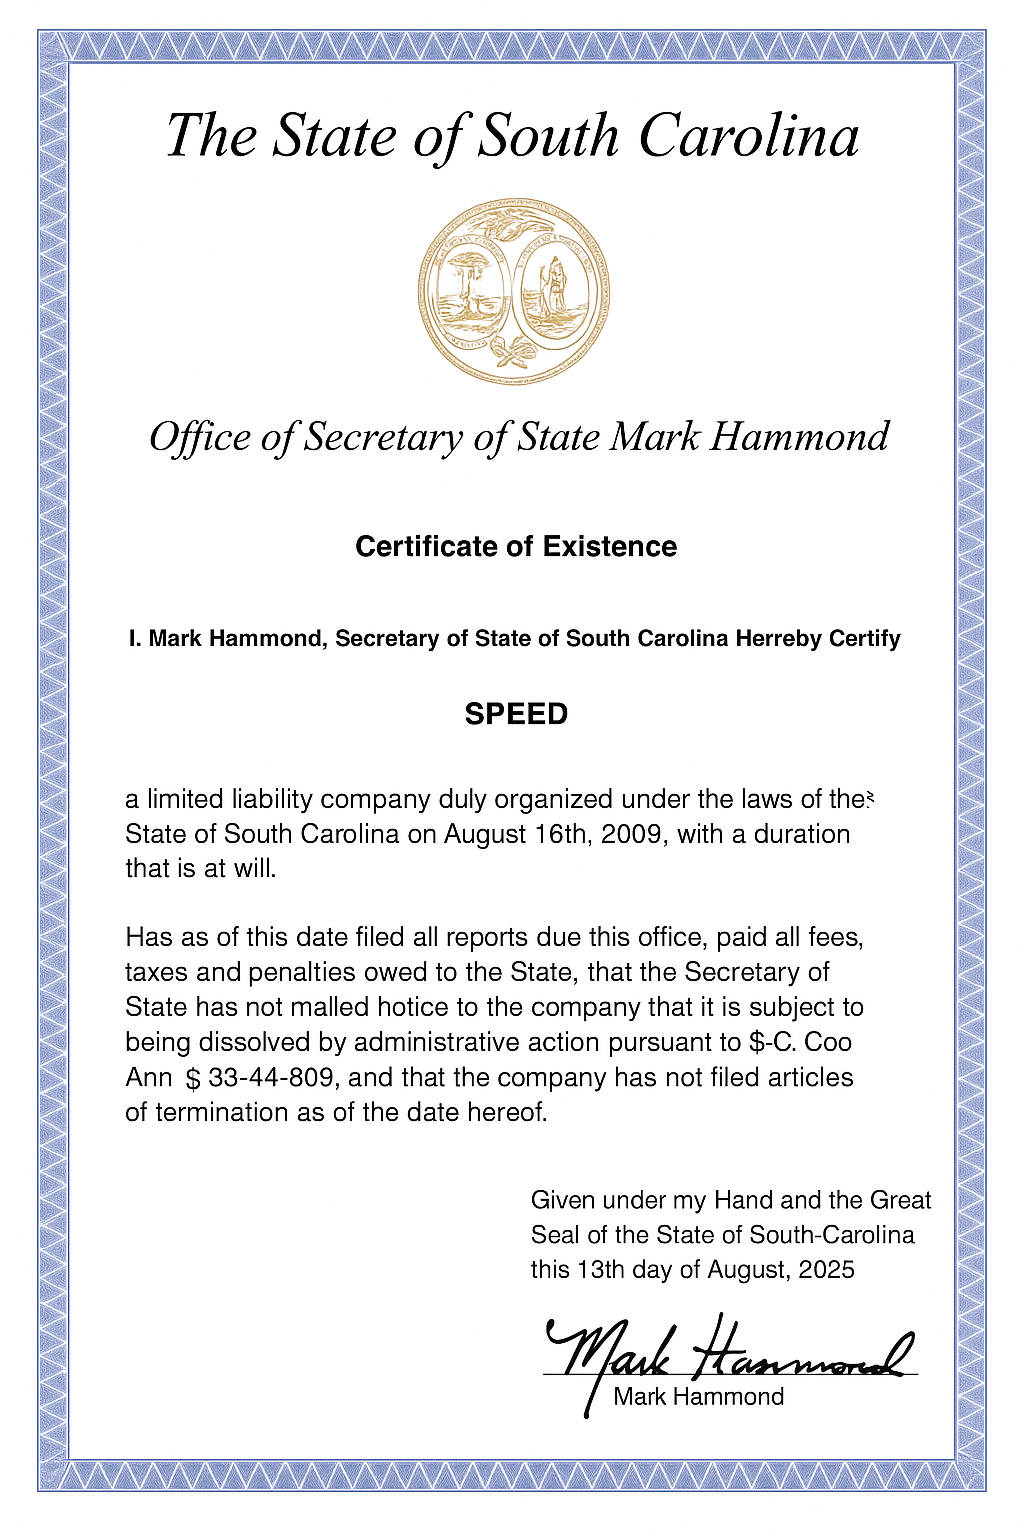 The State of South Carolina
Office of Secretary of State Mark Hammond
Certificate of Existence
I. Mark Hammond, Secretary of State of South Carolina Herreby Certify
SPEED
a limited liability company duly organized under the laws of the
State of South Carolina on August 16th, 2009, with a duration
that is at will.
Has as of this date filed all reports due this office, paid all fees,
taxes and penalties owed to the State, that the Secretary of
State has not malled hotice to the company that it is subject to
being dissolved by administrative action pursuant to $-C. Coo
Ann $ 33-44-809, and that the company has not filed articles
of termination as of the date hereof.
Given under my Hand and the Great
Seal of the State of South-Carolina
this 13th day of August, 2025
Mark Hammond
Mark Hammond